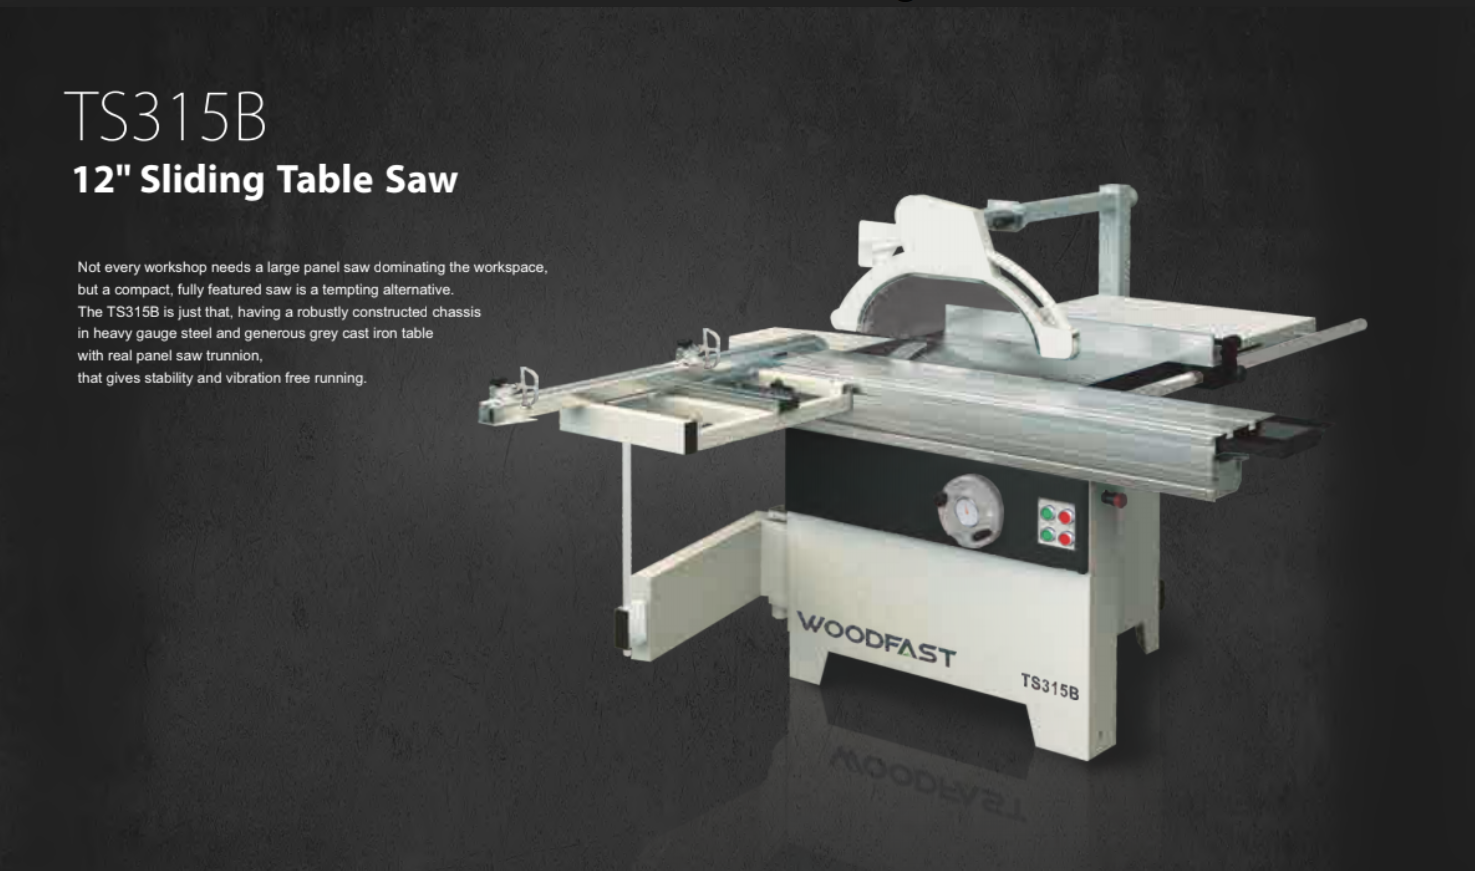 TS315B
12" Sliding Table Saw
Not every workshop needs a large panel saw dominating the workspace,
but a compact, fully featured saw is a tempting alternative.
The TS315B is just that, having a robustly constructed chassis
in heavy gauge steel and generous grey cast iron table
with real panel saw trunnion,
that gives stability and vibration free running.
WOODFAST
TS315B